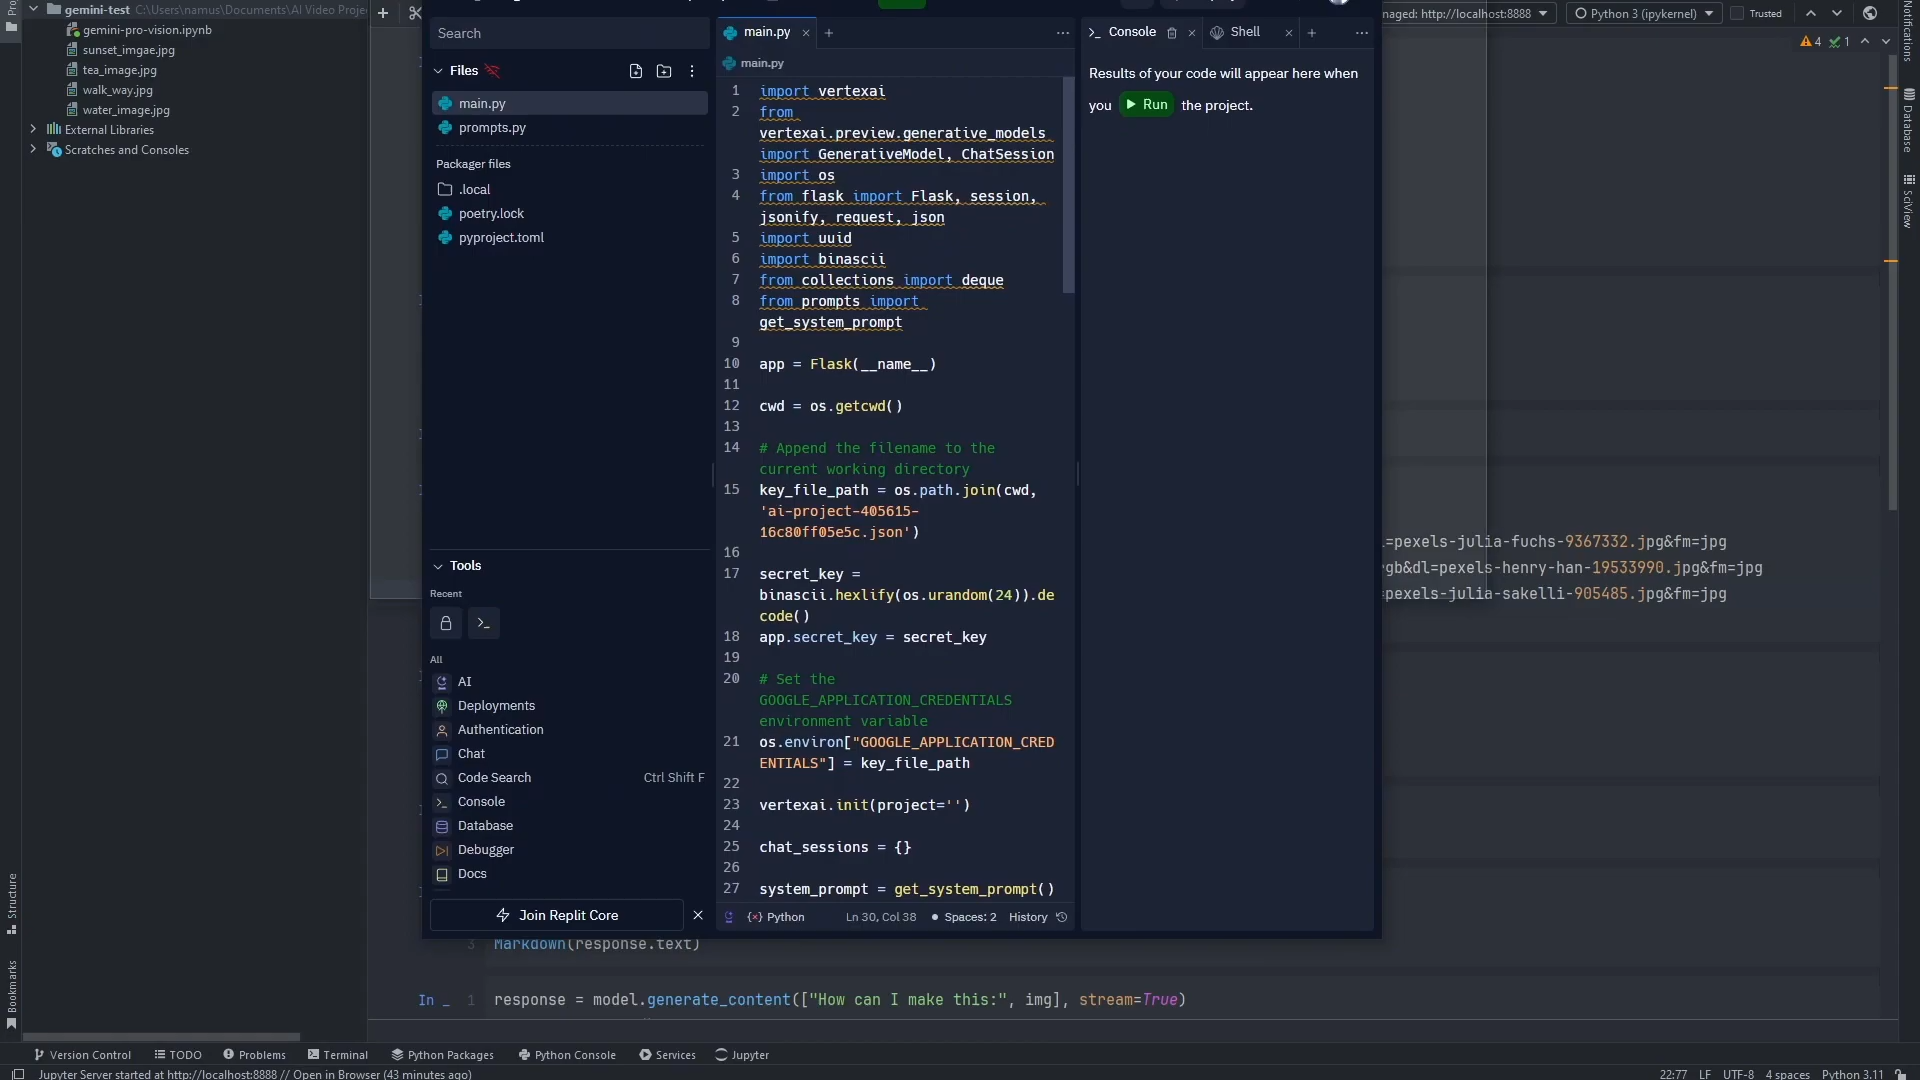 gemini-test C:\Users\namus\Documents\AI Video Proje
gemini-pro-vision.ipynb
sunset_imgae.jpg
tea_image.jpg
walk_way.jpg
water_image.jpg
External Libraries
Scratches and Consoles
Structure
Bookmarks
Search
Files
main.py
prompts.py
Packager files
.local
poetry.lock
pyproject.toml
Tools
Recent
All
AI
Deployments
Authentication
Chat
Code Search Ctrl Shift F
Console
Database
Debugger
Docs
Join Replit Core
main.py
main.py
1 import vertexai
2 from
vertexai.preview.generative_models
import GenerativeModel, ChatSession
3 import os
4 from flask import Flask, session,
jsonify, request, json
5 import uuid
6 import binascii
7 from collections import deque
8 from prompts import
get_system_prompt
9
10 app = Flask(__name__)
11
12 cwd = os.getcwd()
13
14 # Append the filename to the
current working directory
15 key_file_path = os.path.join(cwd,
'ai-project-405615-
16c80ff05e5c.json')
16
17 secret_key =
binascii.hexlify(os.urandom(24)).de
code()
18 app.secret_key = secret_key
19
20 # Set the
GOOGLE_APPLICATION_CREDENTIALS
environment variable
21 os.environ["GOOGLE_APPLICATION_CRED
ENTIALS"] = key_file_path
22
23 vertexai.init(project='')
24
25 chat_sessions = {}
26
27 system_prompt = get_system_prompt()
Python Ln 30, Col 38 Spaces: 2 History
Console Shell
Results of your code will appear here when
you Run the project.
naged: http://localhost:8888 Python 3 (ipykernel) Trusted
4 1
=pexels-julia-fuchs-9367332.jpg&fm=jpg
rgb&dl=pexels-henry-han-19533990.jpg&fm=jpg
=pexels-julia-sakelli-905485.jpg&fm=jpg
Notifications
Database
SciView
3 Markdown(response.text)
In _ 1 response = model.generate_content(["How can I make this:", img], stream=True)
Version Control TODO Problems Terminal Python Packages Python Console Services Jupyter
Jupyter Server started at http://localhost:8888 // Open in Browser (43 minutes ago) 22:77 LF UTF-8 4 spaces Python 3.11